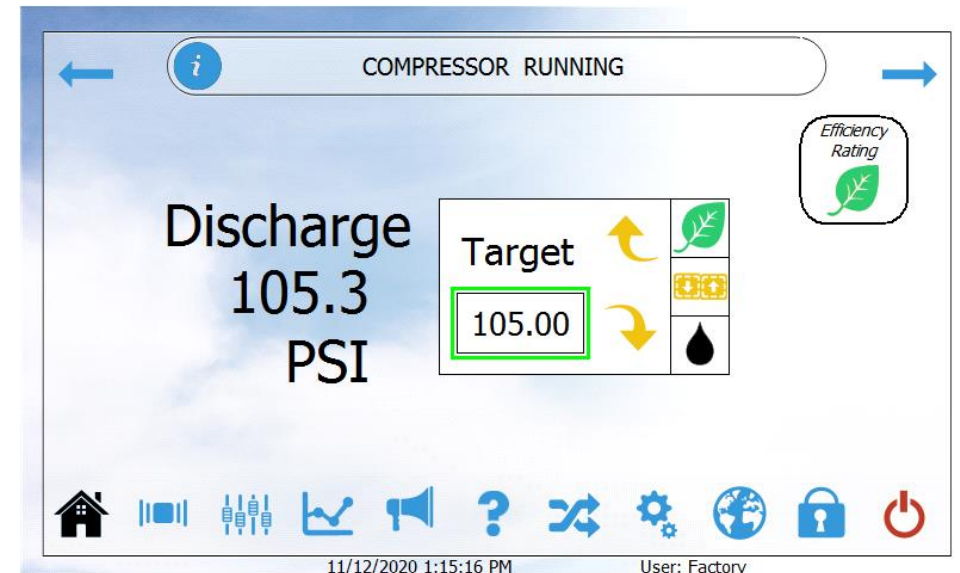 COMPRESSOR RUNNING
Efficiency
Rating
Discharge
105.3
PSI
Target
105.00
11/12/2020 1:15:16 PM User: Factory